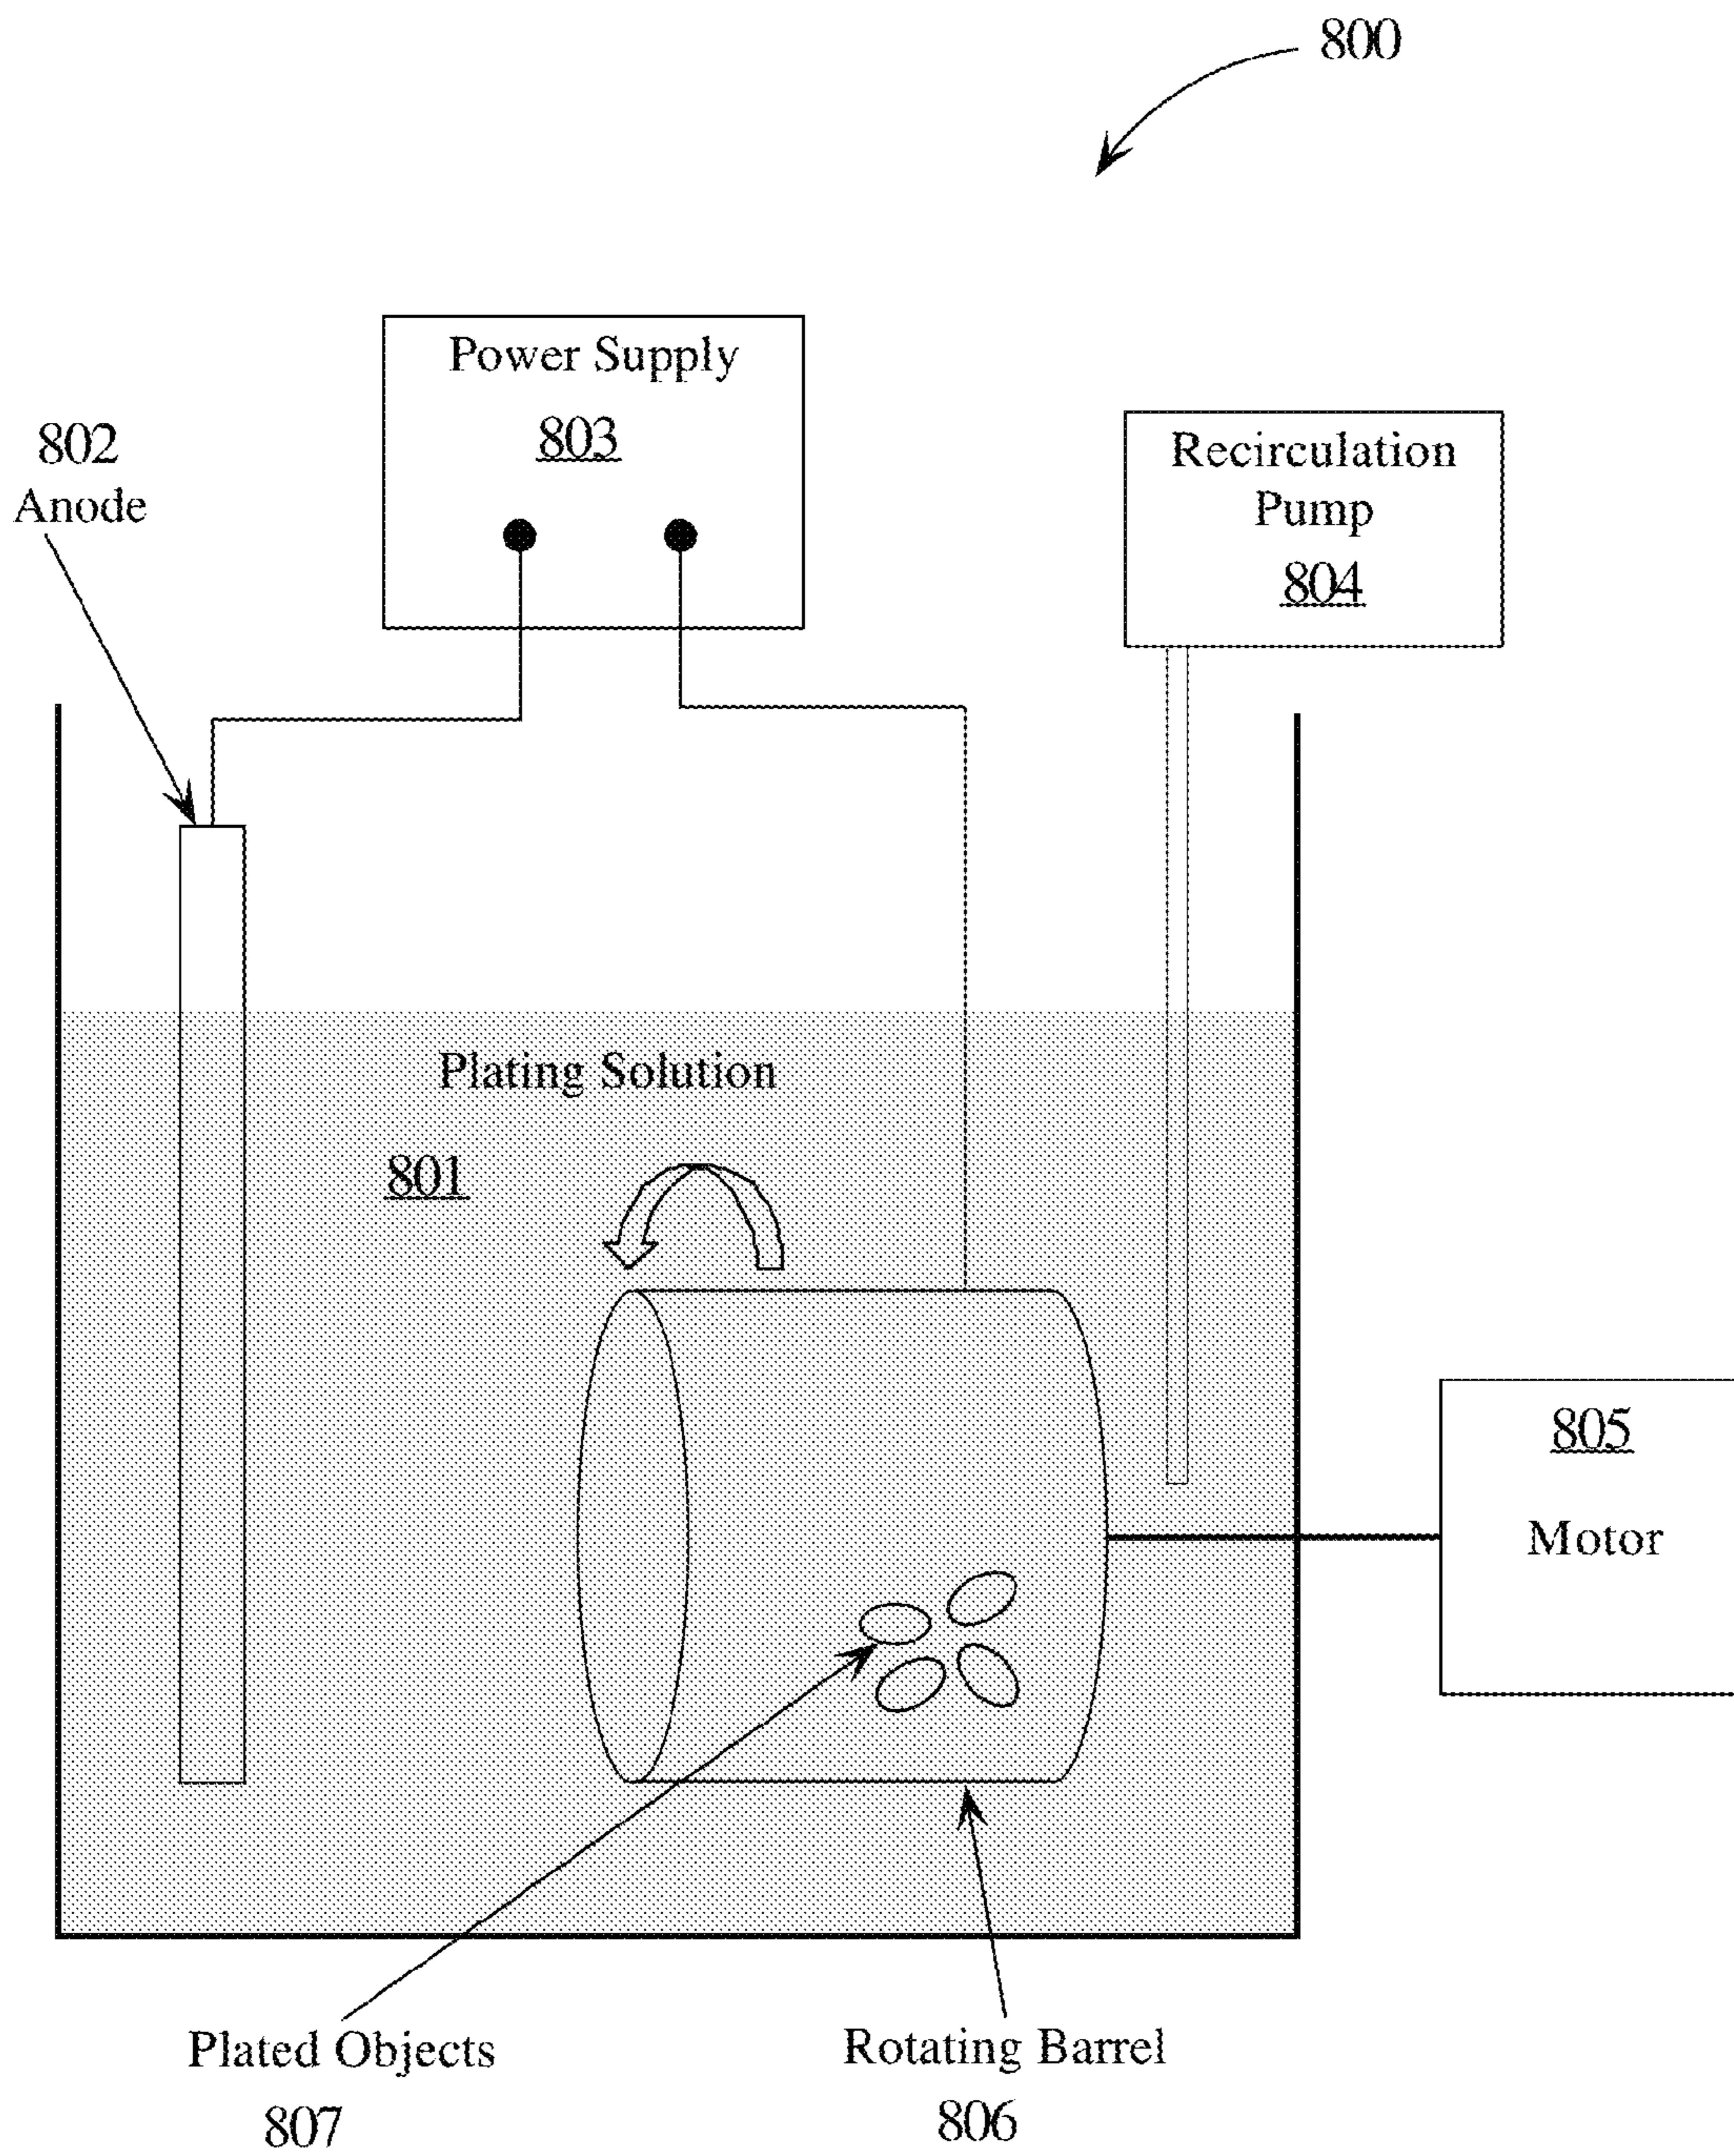 800
Power Supply
803
802
Anode
Recirculation
Pump
804
Plating Solution
801
805
Motor
Plated Objects
807
Rotating Barrel
806